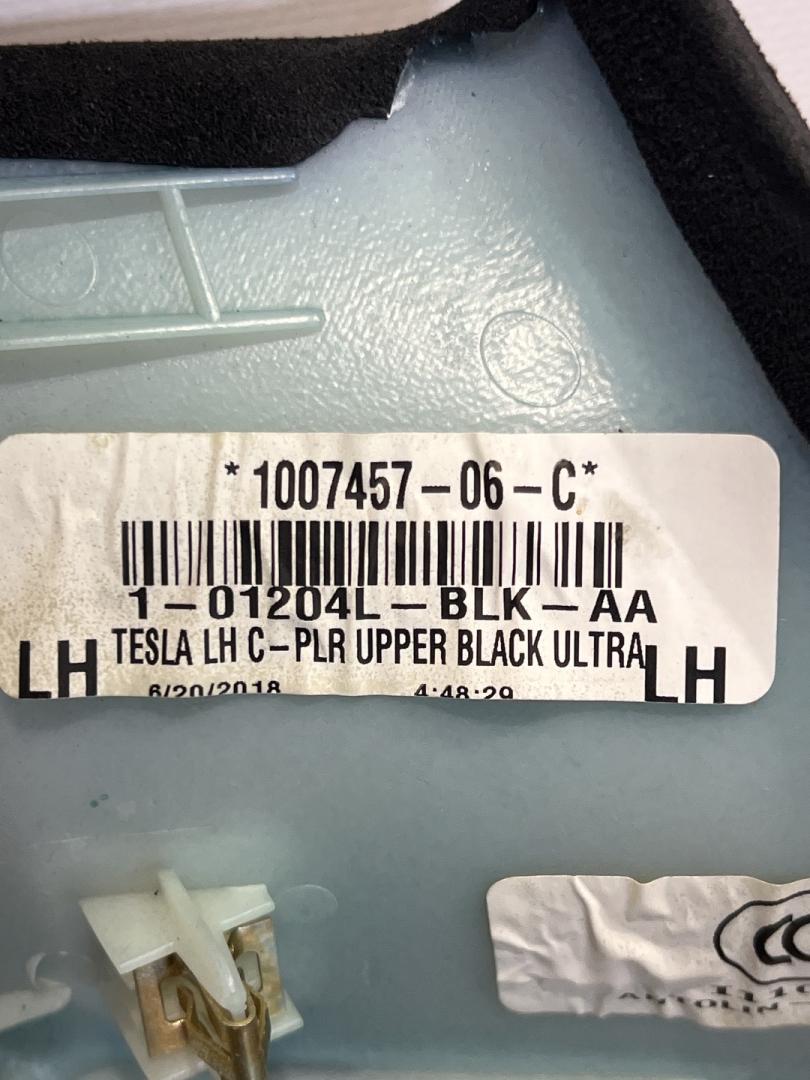 *1007457-06-C*
1-01204L-BLK-AA
TESLA LH C-PLR UPPER BLACK ULTRA
LH LH
6/20/2018 4:48:29